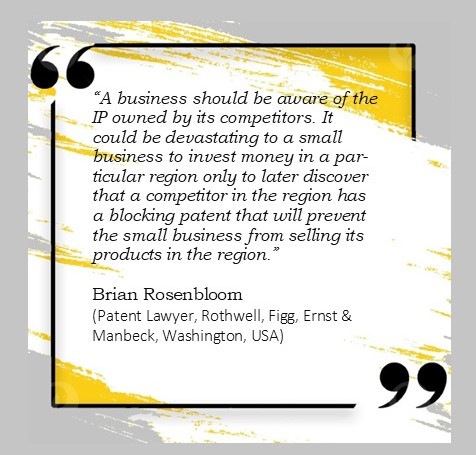 “A business should be aware of the
IP owned by its competitors. It
could be devastating to a small
business to invest money in a par-
ticular region only to later discover
that a competitor in the region has
a blocking patent that will prevent
the small business from selling its
products in the region.”
Brian Rosenbloom
(Patent Lawyer, Rothwell, Figg, Ernst &
Manbeck, Washington, USA)